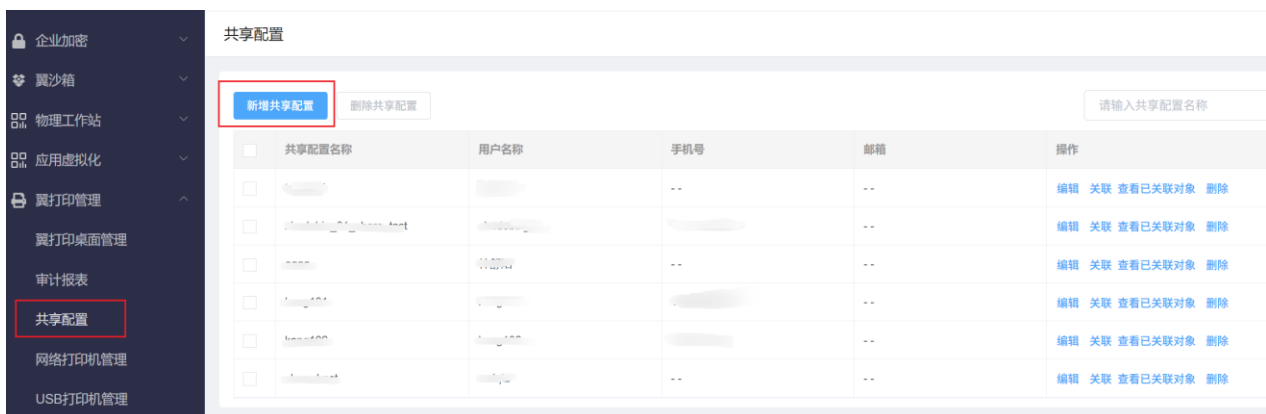 企业加密
翼沙箱
物理工作站
应用虚拟化
翼打印管理
翼打印桌面管理
审计报表
共享配置
网络打印机管理
USB打印机管理
共享配置
新增共享配置 删除共享配置 请输入共享配置名称
共享配置名称 用户名称 手机号 邮箱 操作
- - - - 编辑 关联 查看已关联对象 删除
- - 编辑 关联 查看已关联对象 删除
- - - - 编辑 关联 查看已关联对象 删除
- - 编辑 关联 查看已关联对象 删除
- - 编辑 关联 查看已关联对象 删除
- - - - 编辑 关联 查看已关联对象 删除